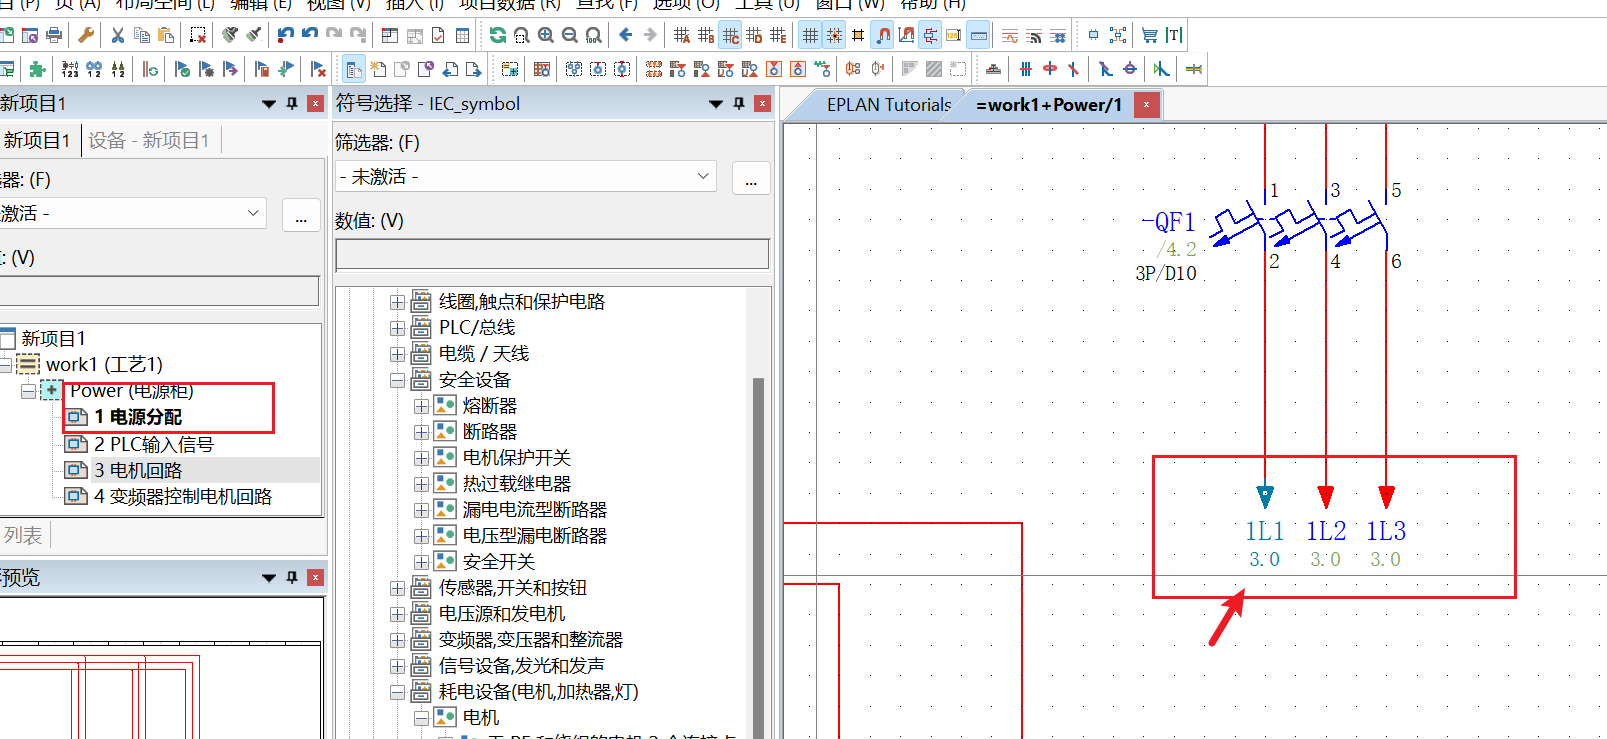 目 (P) 页 (A) 布局空间 (L) 编辑 (E) 视图 (V) 插入 (I) 项目数据 (R) 查找 (F) 选项 (O) 工具 (U) 窗口 (W) 帮助 (H)
新项目1
符号选择 - IEC_symbol
EPLAN Tutorials
=work1+Power/1
新项目1
设备 - 新项目1
筛选器: (F)
器: (F)
- 未激活 -
...
激活 -
...
数值: (V)
: (V)
新项目1
work1 (工艺1)
Power (电源柜)
1 电源分配
2 PLC输入信号
3 电机回路
4 变频器控制电机回路
列表
预览
线圈,触点和保护电路
PLC/总线
电缆 / 天线
安全设备
熔断器
断路器
电机保护开关
热过载继电器
漏电电流型断路器
电压型漏电断路器
安全开关
传感器,开关和按钮
电压源和发电机
变频器,变压器和整流器
信号设备,发光和发声
耗电设备(电机,加热器,灯)
电机
1 3 5
-QF1
/4.2
3P/D10
2 4 6
1L1 1L2 1L3
3.0 3.0 3.0